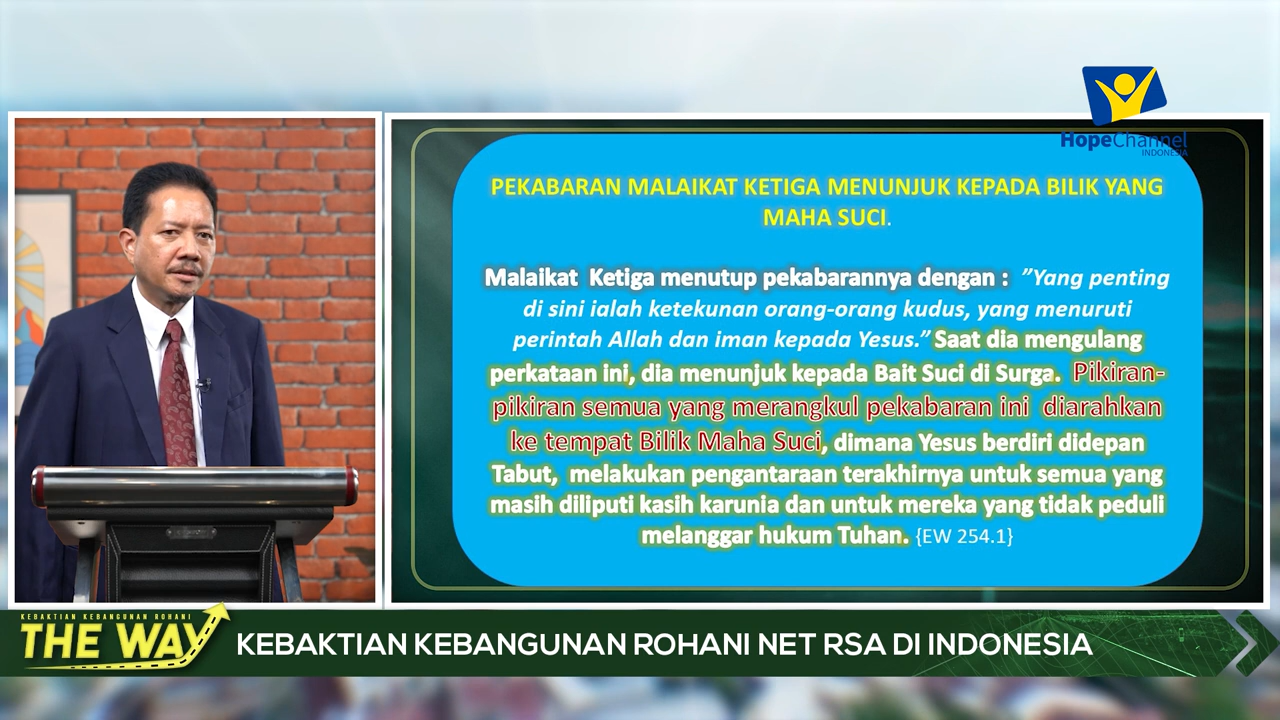 HopeChannel
INDONESIA
PEKABARAN MALAIKAT KETIGA MENUNJUK KEPADA BILIK YANG
MAHA SUCI.
Malaikat Ketiga menutup pekabarannya dengan : ”Yang penting
di sini ialah ketekunan orang-orang kudus, yang menuruti
perintah Allah dan iman kepada Yesus.” Saat dia mengulang
perkataan ini, dia menunjuk kepada Bait Suci di Surga. Pikiran-
pikiran semua yang merangkul pekabaran ini diarahkan
ke tempat Bilik Maha Suci, dimana Yesus berdiri didepan
Tabut, melakukan pengantaraan terakhirnya untuk semua yang
masih diliputi kasih karunia dan untuk mereka yang tidak peduli
melanggar hukum Tuhan. {EW 254.1}
KEBAKTIAN KEBANGUNAN ROHANI
THE WAY
KEBAKTIAN KEBANGUNAN ROHANI NET RSA DI INDONESIA